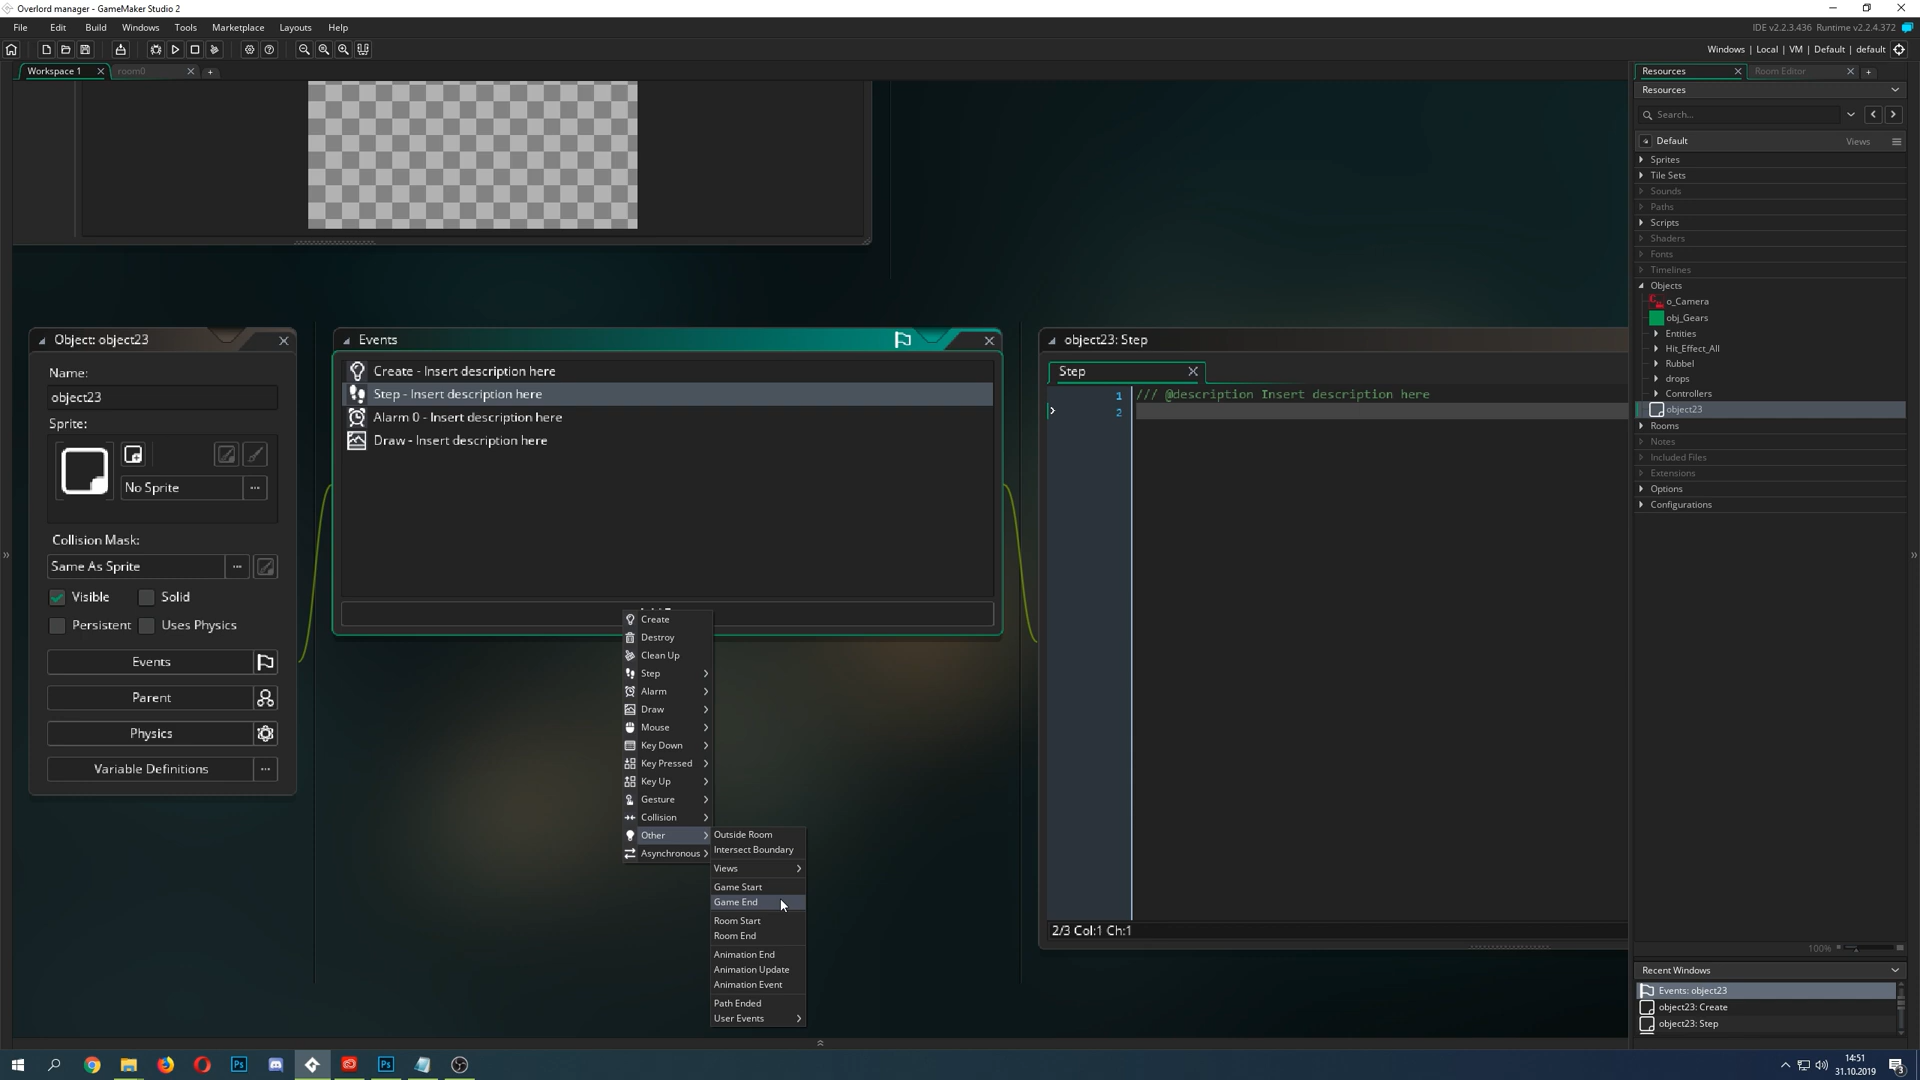 Overlord manager - GameMaker Studio 2
File Edit Build Windows Tools Marketplace Layouts Help
IDE v2.2.3.436 Runtime v2.2.4.372
Windows | Local | VM | Default | default
Workspace 1
room0
Resources
Room Editor
Resources
Search...
Default
Views
Sprites
Tile Sets
Sounds
Paths
Scripts
Shaders
Fonts
Timelines
Objects
o_Camera
obj_Gears
Entities
Hit_Effect_All
Rubbel
drops
Controllers
object23
Rooms
Notes
Included Files
Extensions
Options
Configurations
100%
Recent Windows
Events: object23
object23: Create
object23: Step
Object: object23
Name:
object23
Sprite:
No Sprite
...
Collision Mask:
Same As Sprite
...
Visible
Solid
Persistent
Uses Physics
Events
Parent
Physics
Variable Definitions
...
Events
Create - Insert description here
Step - Insert description here
Alarm 0 - Insert description here
Draw - Insert description here
Create
Destroy
Clean Up
Step
Alarm
Draw
Mouse
Key Down
Key Pressed
Key Up
Gesture
Collision
Other
Asynchronous
Outside Room
Intersect Boundary
Views
Game Start
Game End
Room Start
Room End
Animation End
Animation Update
Animation Event
Path Ended
User Events
object23: Step
Step
1 /// @description Insert description here
2
2/3 Col:1 Ch:1
Ps
Ps
14:51
31.10.2019
3